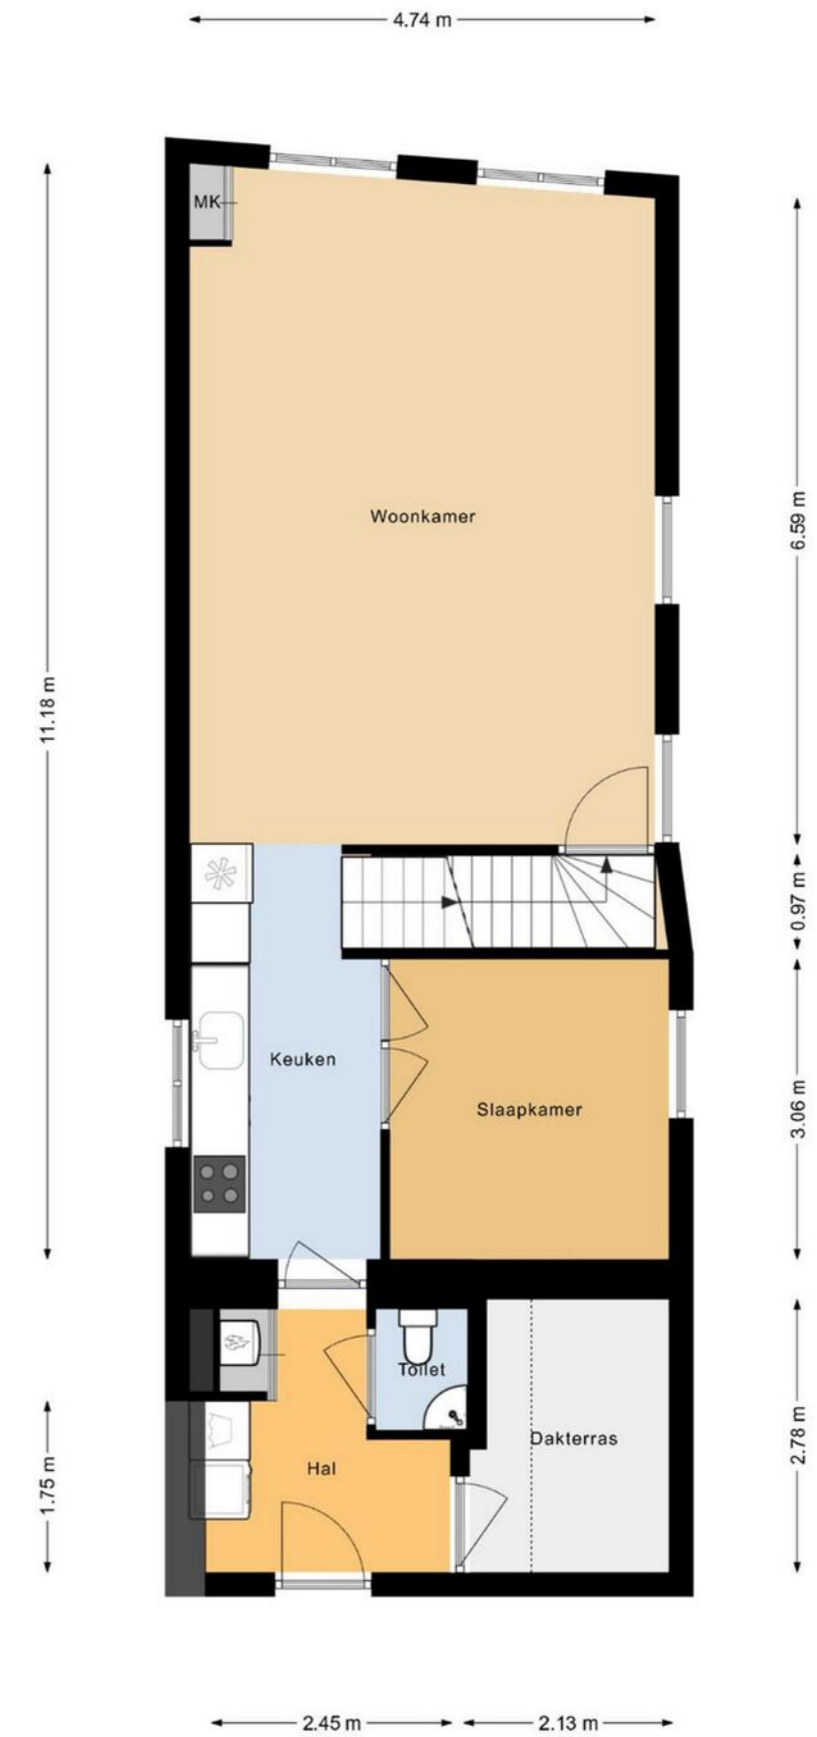 4.74 m
MK
Woonkamer
6.59 m
11.18 m
0.97 m
Keuken
Slaapkamer
3.06 m
Toilet
Dakterras
Hal
2.78 m
1.75 m
2.45 m
2.13 m